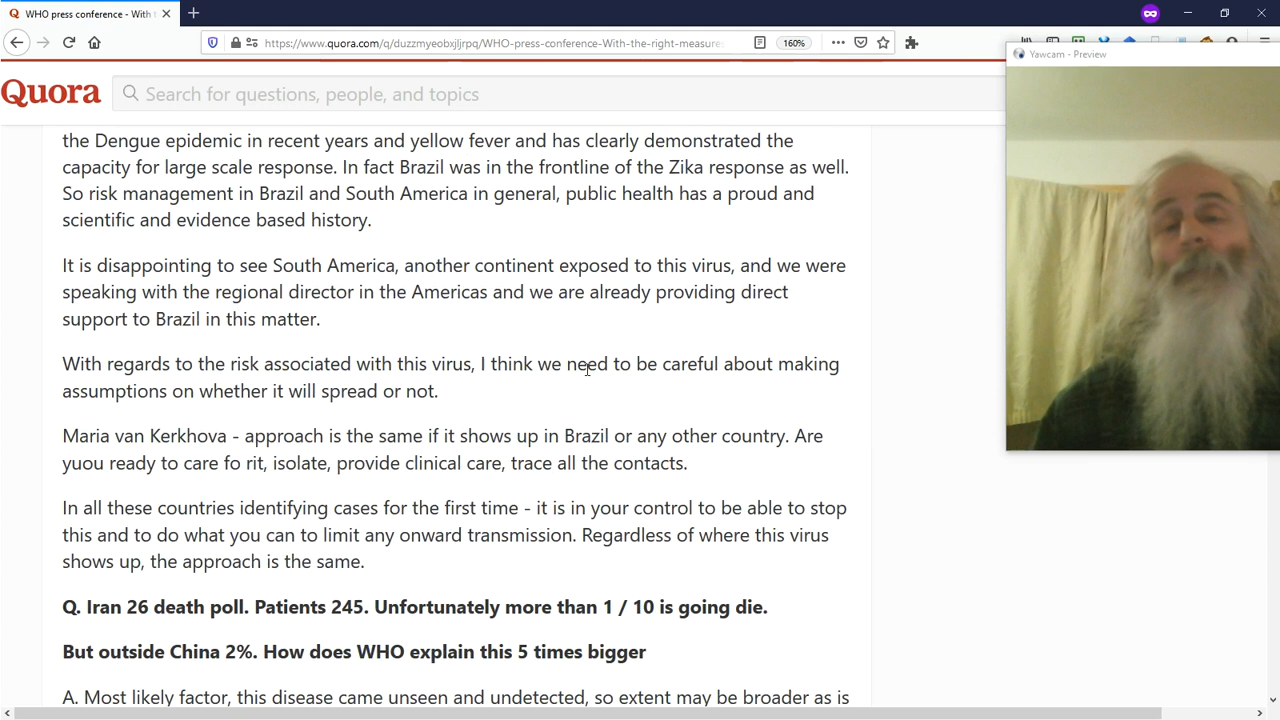 WHO press conference - With t
https://www.quora.com/q/duzzmyeobxjljrpq/WHO-press-conference-With-the-right-measure
160%
Yawcam - Preview
Quora
Search for questions, people, and topics
the Dengue epidemic in recent years and yellow fever and has clearly demonstrated the
capacity for large scale response. In fact Brazil was in the frontline of the Zika response as well.
So risk management in Brazil and South America in general, public health has a proud and
scientific and evidence based history.
It is disappointing to see South America, another continent exposed to this virus, and we were
speaking with the regional director in the Americas and we are already providing direct
support to Brazil in this matter.
With regards to the risk associated with this virus, I think we need to be careful about making
assumptions on whether it will spread or not.
Maria van Kerkhova - approach is the same if it shows up in Brazil or any other country. Are
yuou ready to care fo rit, isolate, provide clinical care, trace all the contacts.
In all these countries identifying cases for the first time - it is in your control to be able to stop
this and to do what you can to limit any onward transmission. Regardless of where this virus
shows up, the approach is the same.
Q. Iran 26 death poll. Patients 245. Unfortunately more than 1 / 10 is going die.
But outside China 2%. How does WHO explain this 5 times bigger
A. Most likely factor, this disease came unseen and undetected, so extent may be broader as is